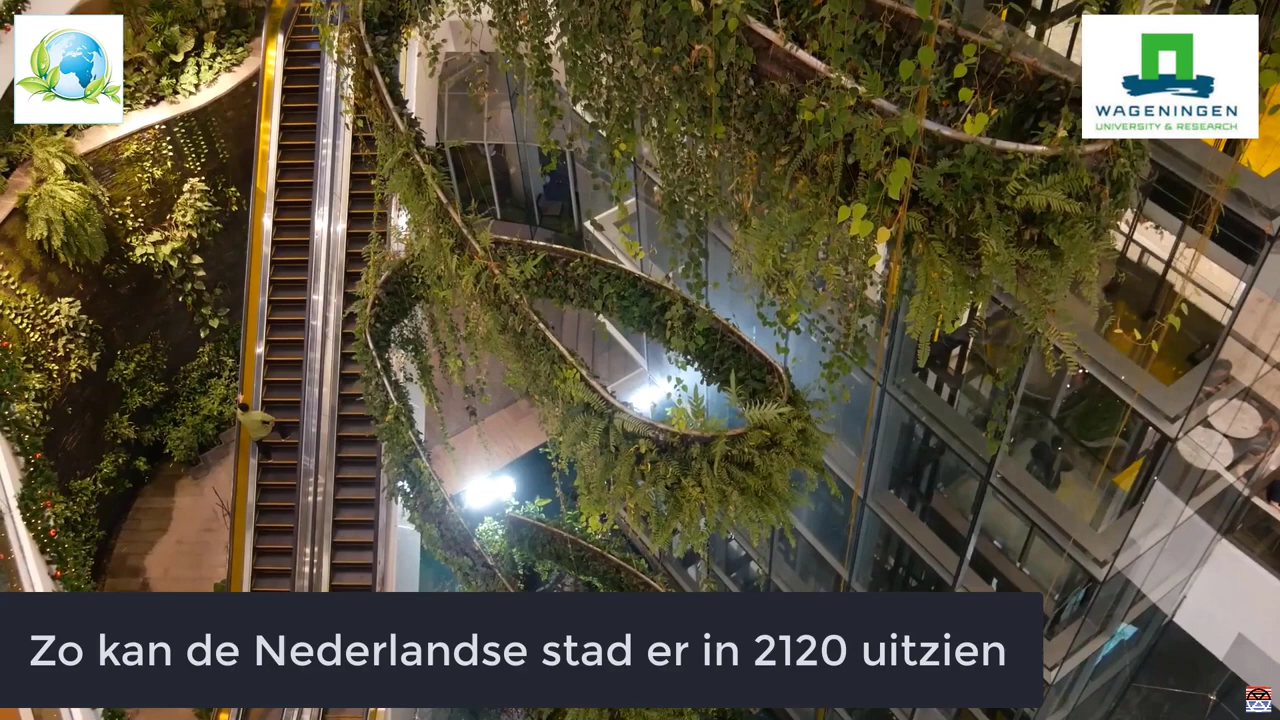 WAGENINGEN
UNIVERSITY & RESEARCH
Zo kan de Nederlandse stad er in 2120 uitzien